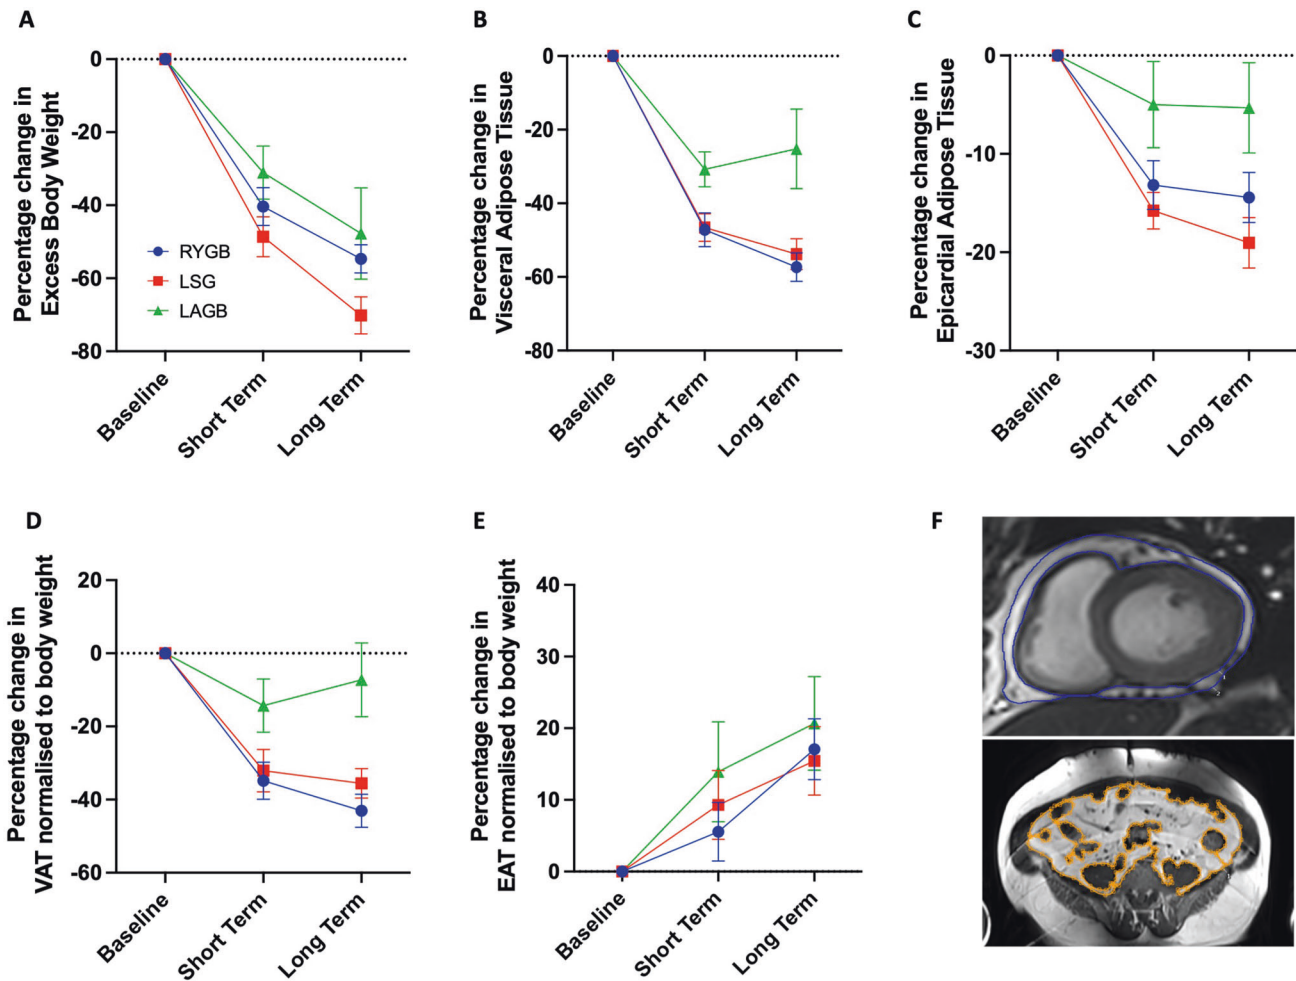 A
Percentage change in
Excess Body Weight
0
-20
-40
-60
-80
RYGB
LSG
LAGB
Baseline
Short Term
Long Term
B
Percentage change in
Visceral Adipose Tissue
0
-20
-40
-60
-80
Baseline
Short Term
Long Term
C
Percentage change in
Epicardial Adipose Tissue
0
-10
-20
-30
Baseline
Short Term
Long Term
D
Percentage change in
VAT normalised to body weight
20
0
-20
-40
-60
Baseline
Short Term
Long Term
E
Percentage change in
EAT normalised to body weight
40
30
20
10
0
Baseline
Short Term
Long Term
F